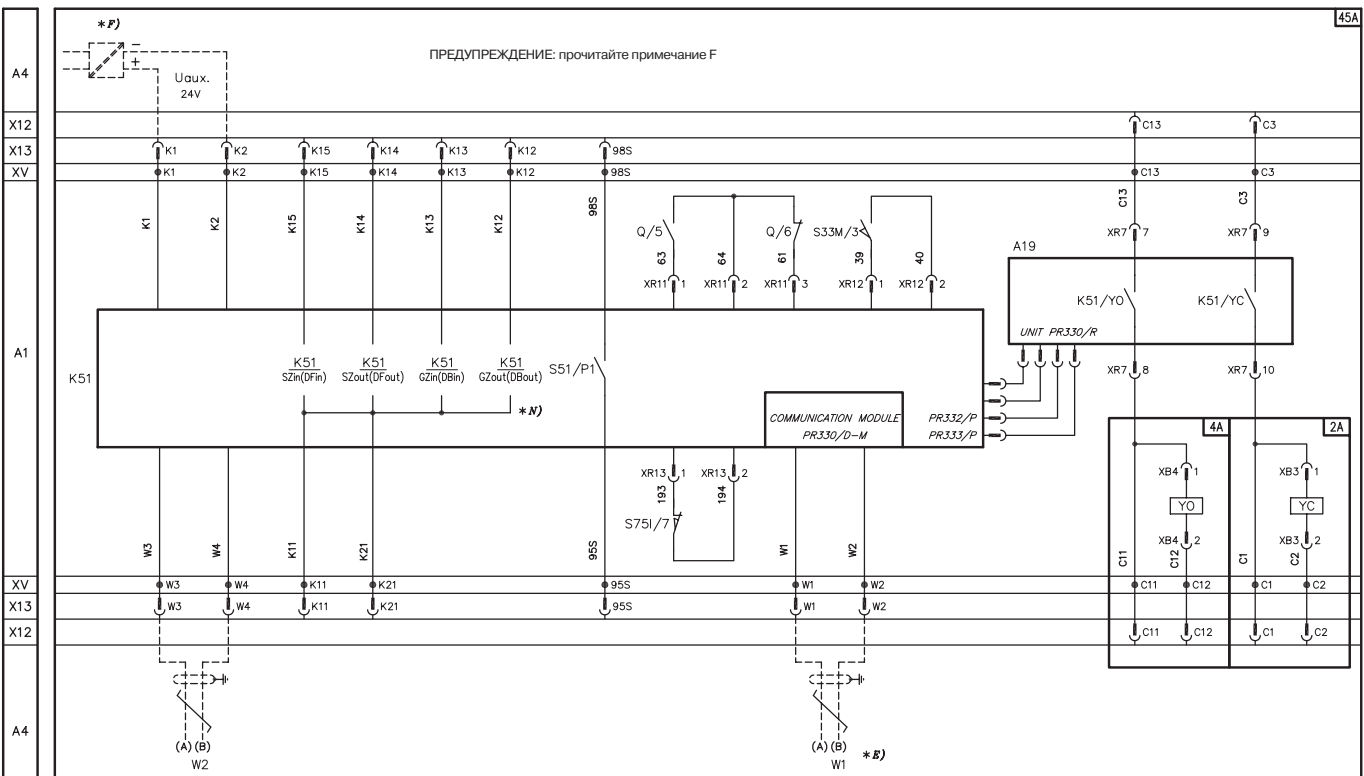 *F)
45A
ПРЕДУПРЕЖДЕНИЕ: прочитайте примечание F
−
+
A4
Uaux.
24V
X12
C13 C3
X13
K1 K2 K15 K14 K13 K12 98S
XV
K1 K2 K15 K14 K13 K12 98S C13 C3
K1 K2 K15 K14 K13 K12 98S C13 C3
Q/5 Q/6 S33M/3 XR7 7 XR7 9
63 64 61 39 40
A19
XR11 1 XR11 2 XR11 3 XR12 1 XR12 2
K51/YO K51/YC
UNIT PR330/R
A1
K51
K51
SZin(DFin)
K51
SZout(DFout)
K51
GZin(DBin)
K51
GZout(DBout)
S51/P1
XR7 8 XR7 10
*N)
COMMUNICATION MODULE
PR330/D-M
PR332/P
PR333/P
4A 2A
XR13 1 XR13 2
193 194
XB4 1 XB3 1
YO YC
S75I/7
XB4 2 XB3 2
W3 W4 K11 K21 95S W1 W2 C11 C12 C1 C2
XV
W3 W4 K11 K21 95S W1 W2 C11 C12 C1 C2
X13
W3 W4 K11 K21 95S W1 W2
X12
C11 C12 C1 C2
A4
(A) (B)
W2
(A) (B)
W1
*E)